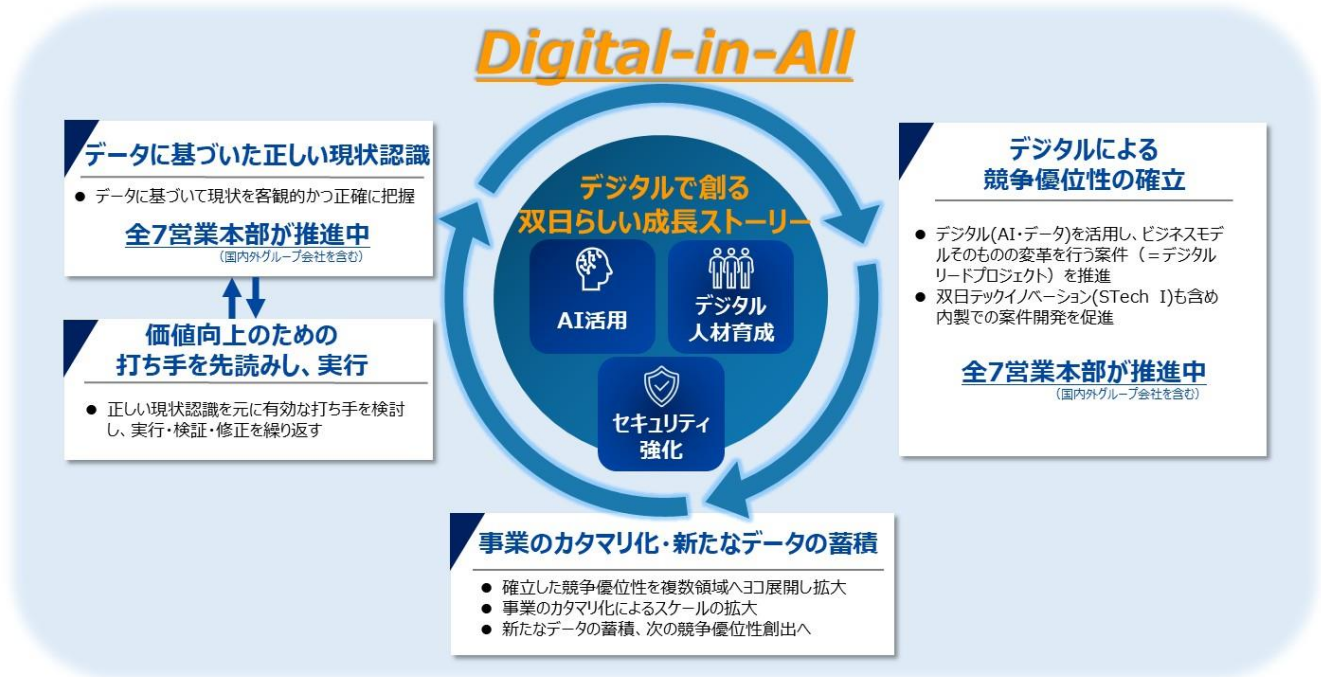 Digital-in-All
データに基づいた正しい現状認識
● データに基づいて現状を客観的かつ正確に把握
全7営業本部が推進中
(国内外グループ会社を含む)
価値向上のための
打ち手を先読みし、実行
● 正しい現状認識を元に有効な打ち手を検討
し、実行・検証・修正を繰り返す
デジタルで創る
双日らしい成長ストーリー
AI活用
デジタル
人材育成
セキュリティ
強化
デジタルによる
競争優位性の確立
● デジタル(AI・データ)を活用し、ビジネスモデ
ルそのものの変革を行う案件（＝デジタル
リードプロジェクト）を推進
● 双日テックイノベーション(STech I)も含め
内製での案件開発を促進
全7営業本部が推進中
(国内外グループ会社を含む)
事業のカタマリ化・新たなデータの蓄積
● 確立した競争優位性を複数領域へヨコ展開し拡大
● 事業のカタマリ化によるスケールの拡大
● 新たなデータの蓄積、次の競争優位性創出へ